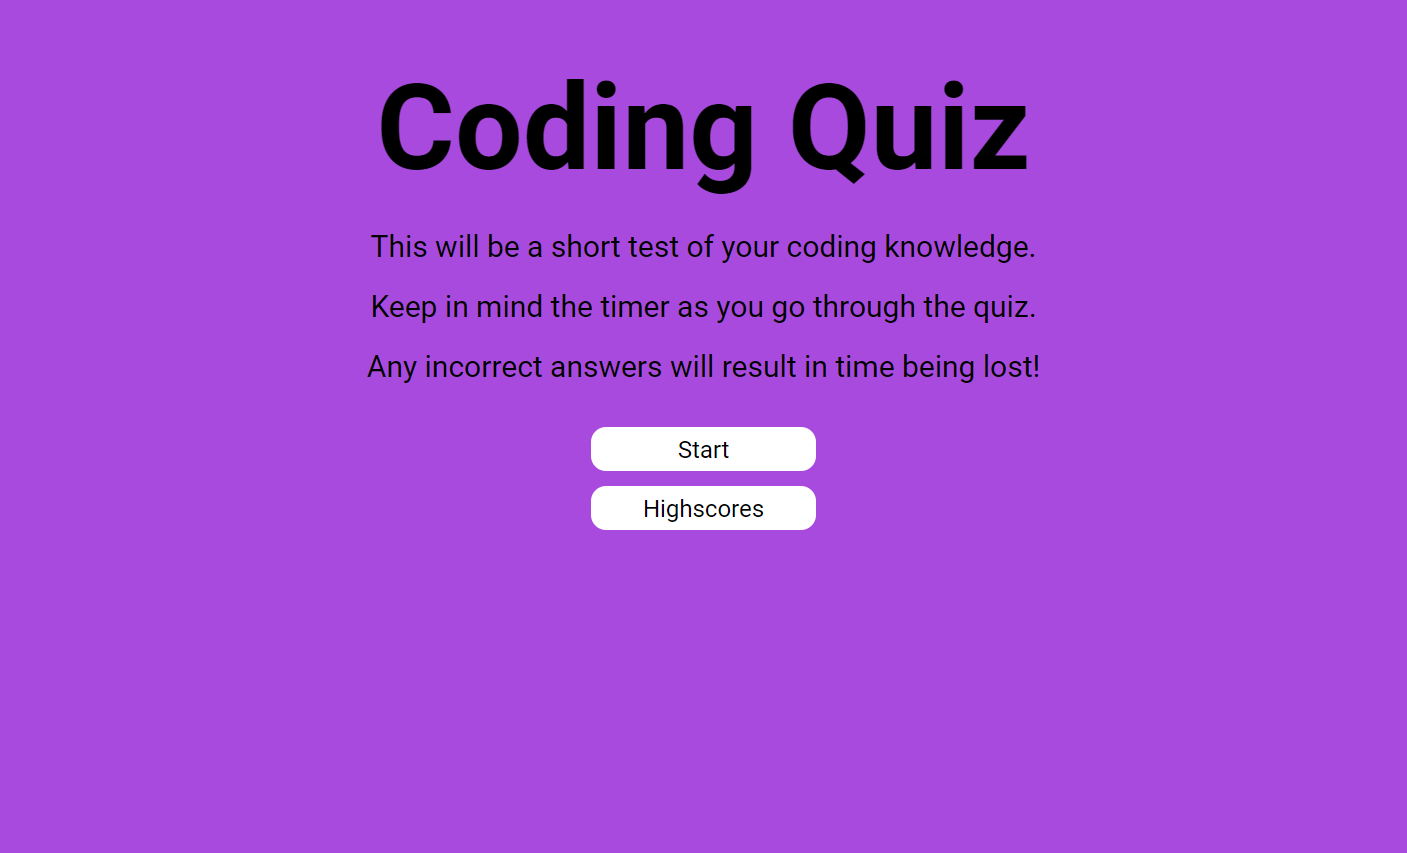 Coding Quiz
This will be a short test of your coding knowledge.
Keep in mind the timer as you go through the quiz.
Any incorrect answers will result in time being lost!
Start
Highscores